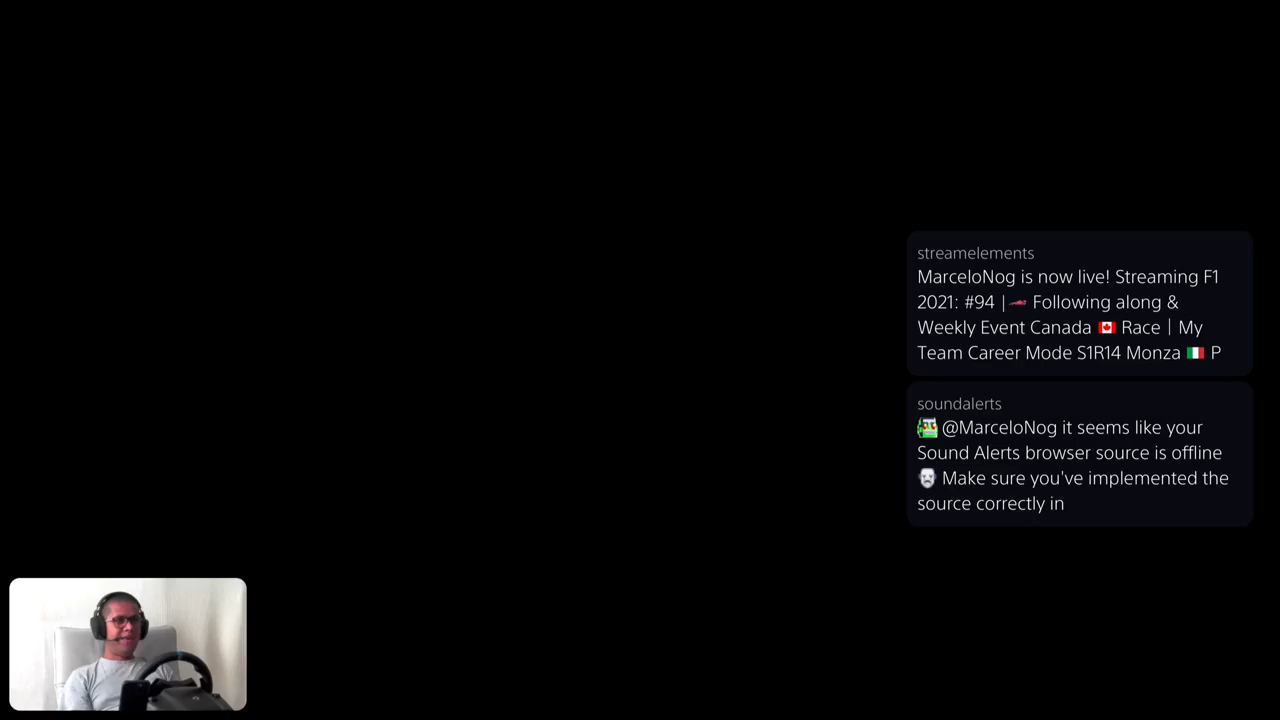 streamelements
MarceloNog is now live! Streaming F1
2021: #94 | Following along &
Weekly Event Canada 🇨🇦 Race | My
Team Career Mode S1R14 Monza 🇮🇹 P
soundalerts
@MarceloNog it seems like your
Sound Alerts browser source is offline
Make sure you've implemented the
source correctly in